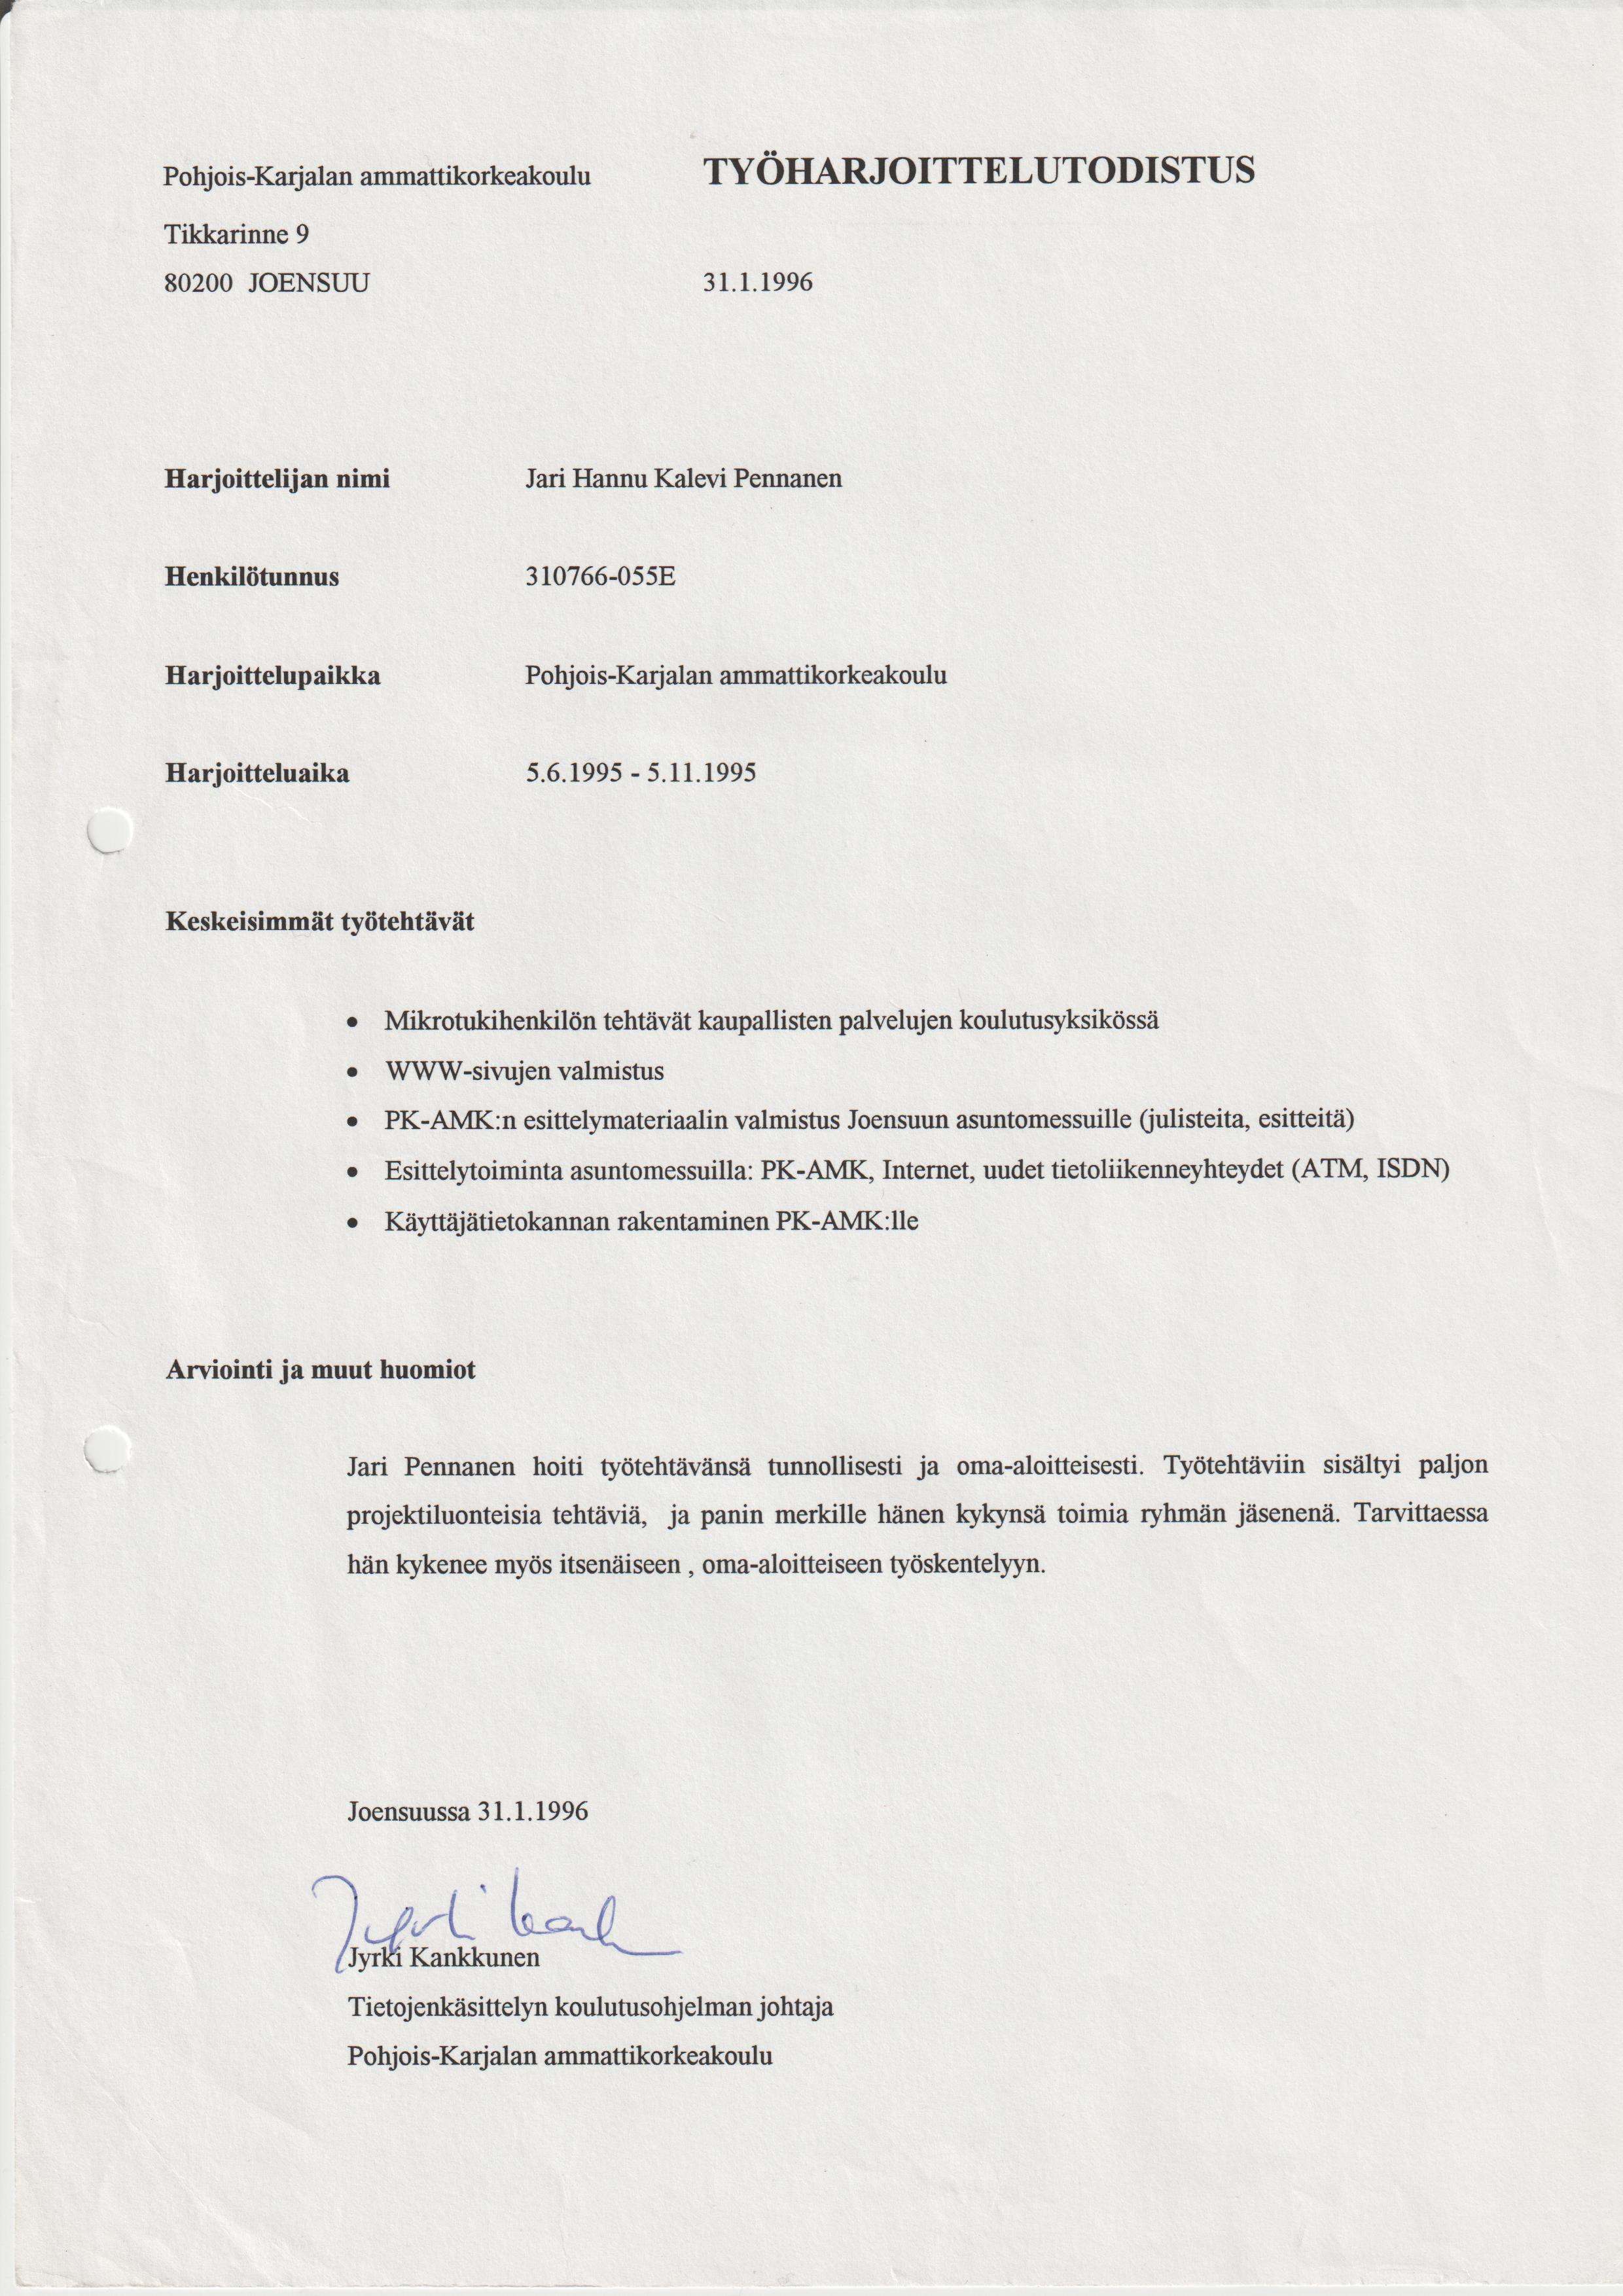 Pohjois-Karjalan ammattikorkeakoulu TYÖHARJOITTELUTODISTUS
Tikkarinne 9
80200 JOENSUU 31.1.1996
Harjoittelijan nimi Jari Hannu Kalevi Pennanen
Henkilötunnus 310766-055E
Harjoittelupaikka Pohjois-Karjalan ammattikorkeakoulu
Harjoitteluaika 5.6.1995 - 5.11.1995
Keskeisimmät työtehtävät
• Mikrotukihenkilön tehtävät kaupallisten palvelujen koulutusyksikössä
• WWW-sivujen valmistus
• PK-AMK:n esittelymateriaalin valmistus Joensuun asuntomessuille (julisteita, esitteitä)
• Esittelytoiminta asuntomessuilla: PK-AMK, Internet, uudet tietoliikenneyhteydet (ATM, ISDN)
• Käyttäjätietokannan rakentaminen PK-AMK:lle
Arviointi ja muut huomiot
Jari Pennanen hoiti työtehtävänsä tunnollisesti ja oma-aloitteisesti. Työtehtäviin sisältyi paljon
projektiluonteisia tehtäviä, ja panin merkille hänen kykynsä toimia ryhmän jäsenenä. Tarvittaessa
hän kykenee myös itsenäiseen , oma-aloitteiseen työskentelyyn.
Joensuussa 31.1.1996
Jyrki Kankkunen
Tietojenkäsittelyn koulutusohjelman johtaja
Pohjois-Karjalan ammattikorkeakoulu